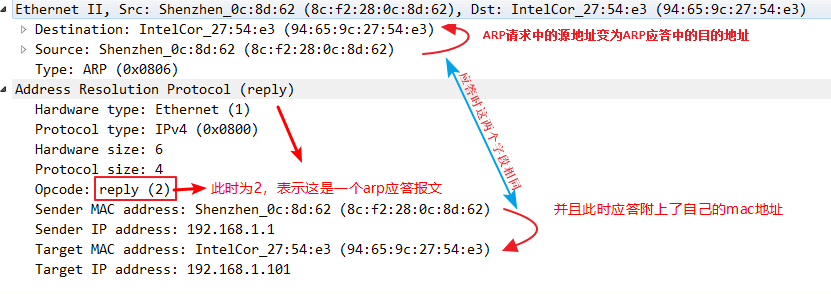 Ethernet II, Src: Shenzhen_0c:8d:62 (8c:f2:28:0c:8d:62), Dst: IntelCor_27:54:e3 (94:65:9c:27:54:e3)
Destination: IntelCor_27:54:e3 (94:65:9c:27:54:e3)
ARP请求中的源地址变为ARP应答中的目的地址
Source: Shenzhen_0c:8d:62 (8c:f2:28:0c:8d:62)
Type: ARP (0x0806)
Address Resolution Protocol (reply)
应答时这两个字段相同
Hardware type: Ethernet (1)
Protocol type: IPv4 (0x0800)
Hardware size: 6
Protocol size: 4
Opcode: reply (2) 此时为2，表示这是一个arp应答报文
Sender MAC address: Shenzhen_0c:8d:62 (8c:f2:28:0c:8d:62)
并且此时应答附上了自己的mac地址
Sender IP address: 192.168.1.1
Target MAC address: IntelCor_27:54:e3 (94:65:9c:27:54:e3)
Target IP address: 192.168.1.101